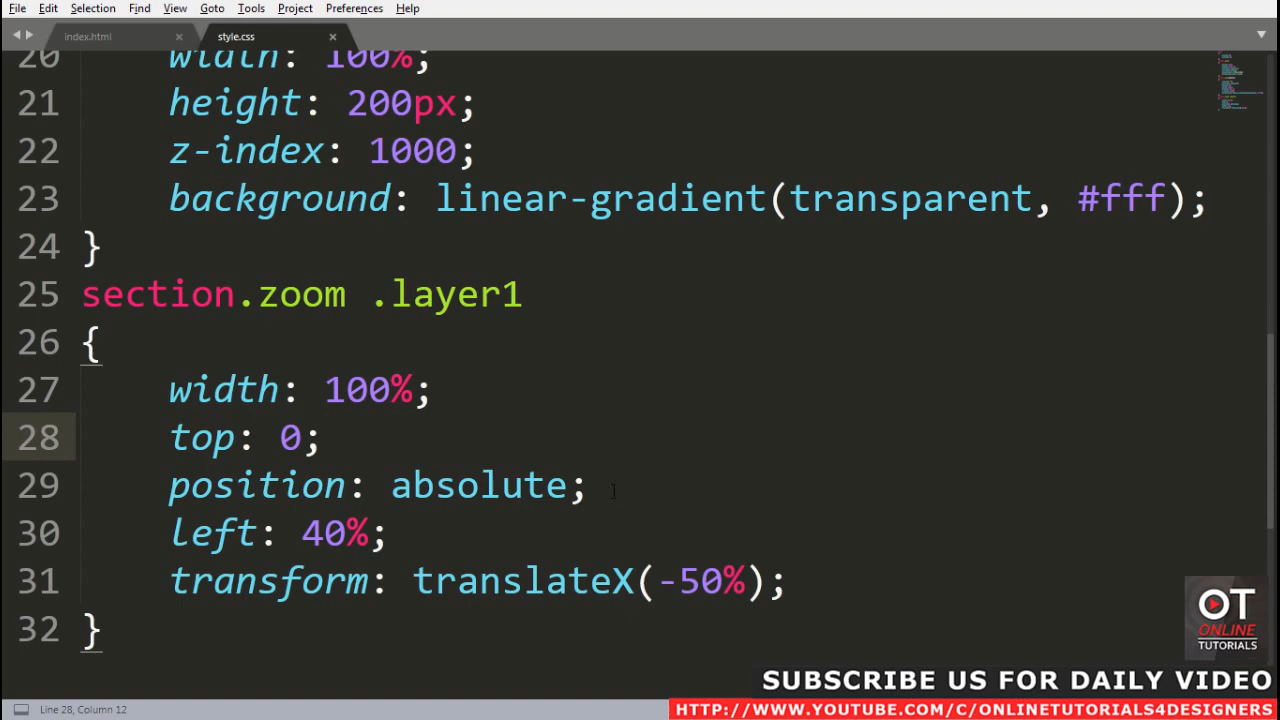 File Edit Selection Find View Goto Tools Project Preferences Help
index.html × style.css ×
20 width: 100%;
21 height: 200px;
22 z-index: 1000;
23 background: linear-gradient(transparent, #fff);
24 }
25 section.zoom .layer1
26 {
27 width: 100%;
28 top: 0;
29 position: absolute;
30 left: 40%;
31 transform: translateX(-50%);
32 }
OT
ONLINE
TUTORIALS
SUBSCRIBE US FOR DAILY VIDEO
Line 28, Column 12
HTTP://WWW.YOUTUBE.COM/C/ONLINETUTORIALS4DESIGNERS